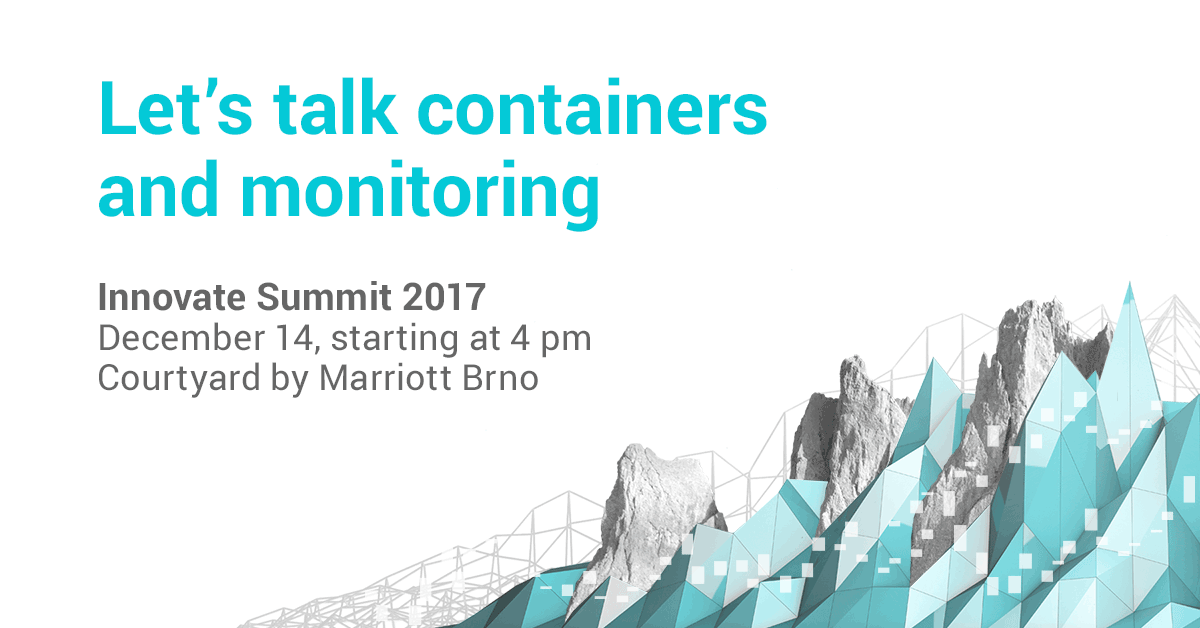 Let’s talk containers
and monitoring
Innovate Summit 2017
December 14, starting at 4 pm
Courtyard by Marriott Brno